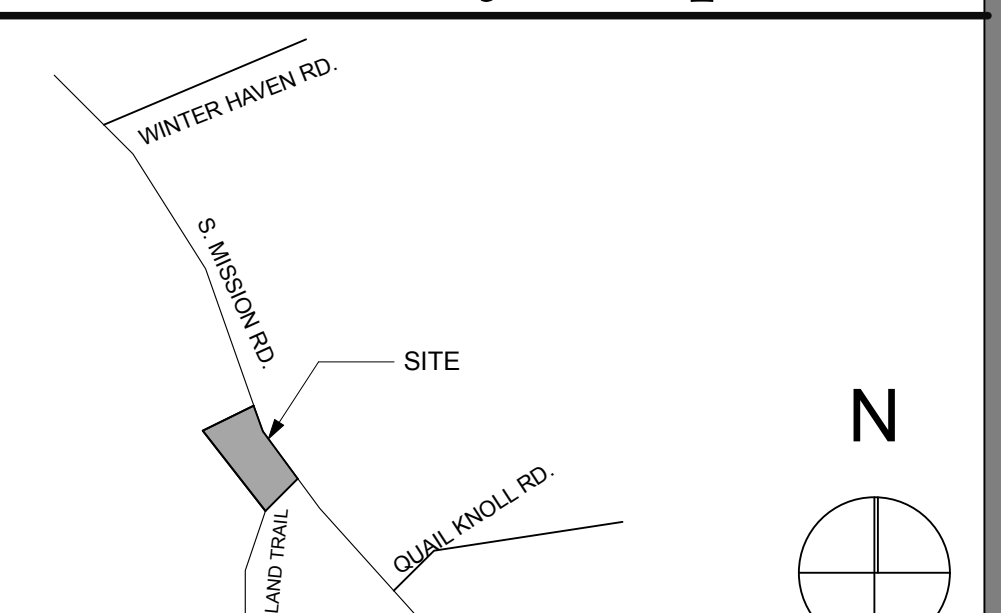 WINTER HAVEN RD.
S. MISSION RD.
SITE
N
QUAIL KNOLL RD.
LAND TRAIL